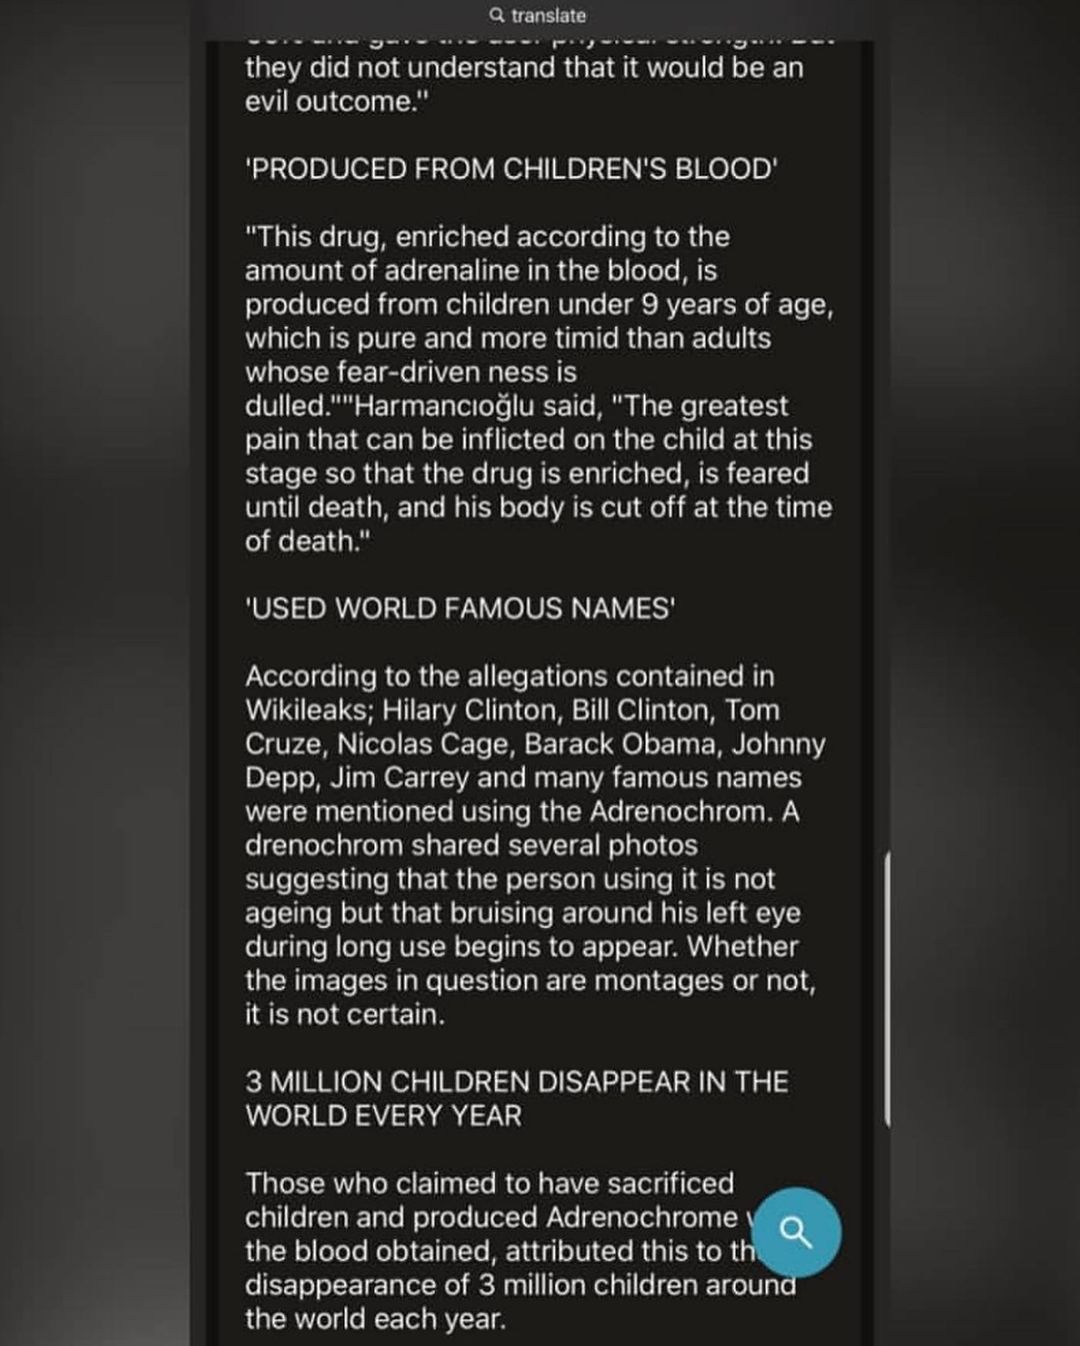 translate
they did not understand that it would be an
evil outcome."
'PRODUCED FROM CHILDREN'S BLOOD'
"This drug, enriched according to the
amount of adrenaline in the blood, is
produced from children under 9 years of age,
which is pure and more timid than adults
whose fear-driven ness is
dulled.""Harmancıoğlu said, "The greatest
pain that can be inflicted on the child at this
stage so that the drug is enriched, is feared
until death, and his body is cut off at the time
of death."
'USED WORLD FAMOUS NAMES'
According to the allegations contained in
Wikileaks; Hilary Clinton, Bill Clinton, Tom
Cruze, Nicolas Cage, Barack Obama, Johnny
Depp, Jim Carrey and many famous names
were mentioned using the Adrenochrom. A
drenochrom shared several photos
suggesting that the person using it is not
ageing but that bruising around his left eye
during long use begins to appear. Whether
the images in question are montages or not,
it is not certain.
3 MILLION CHILDREN DISAPPEAR IN THE
WORLD EVERY YEAR
Those who claimed to have sacrificed
children and produced Adrenochrome
the blood obtained, attributed this to
disappearance of 3 million children around
the world each year.